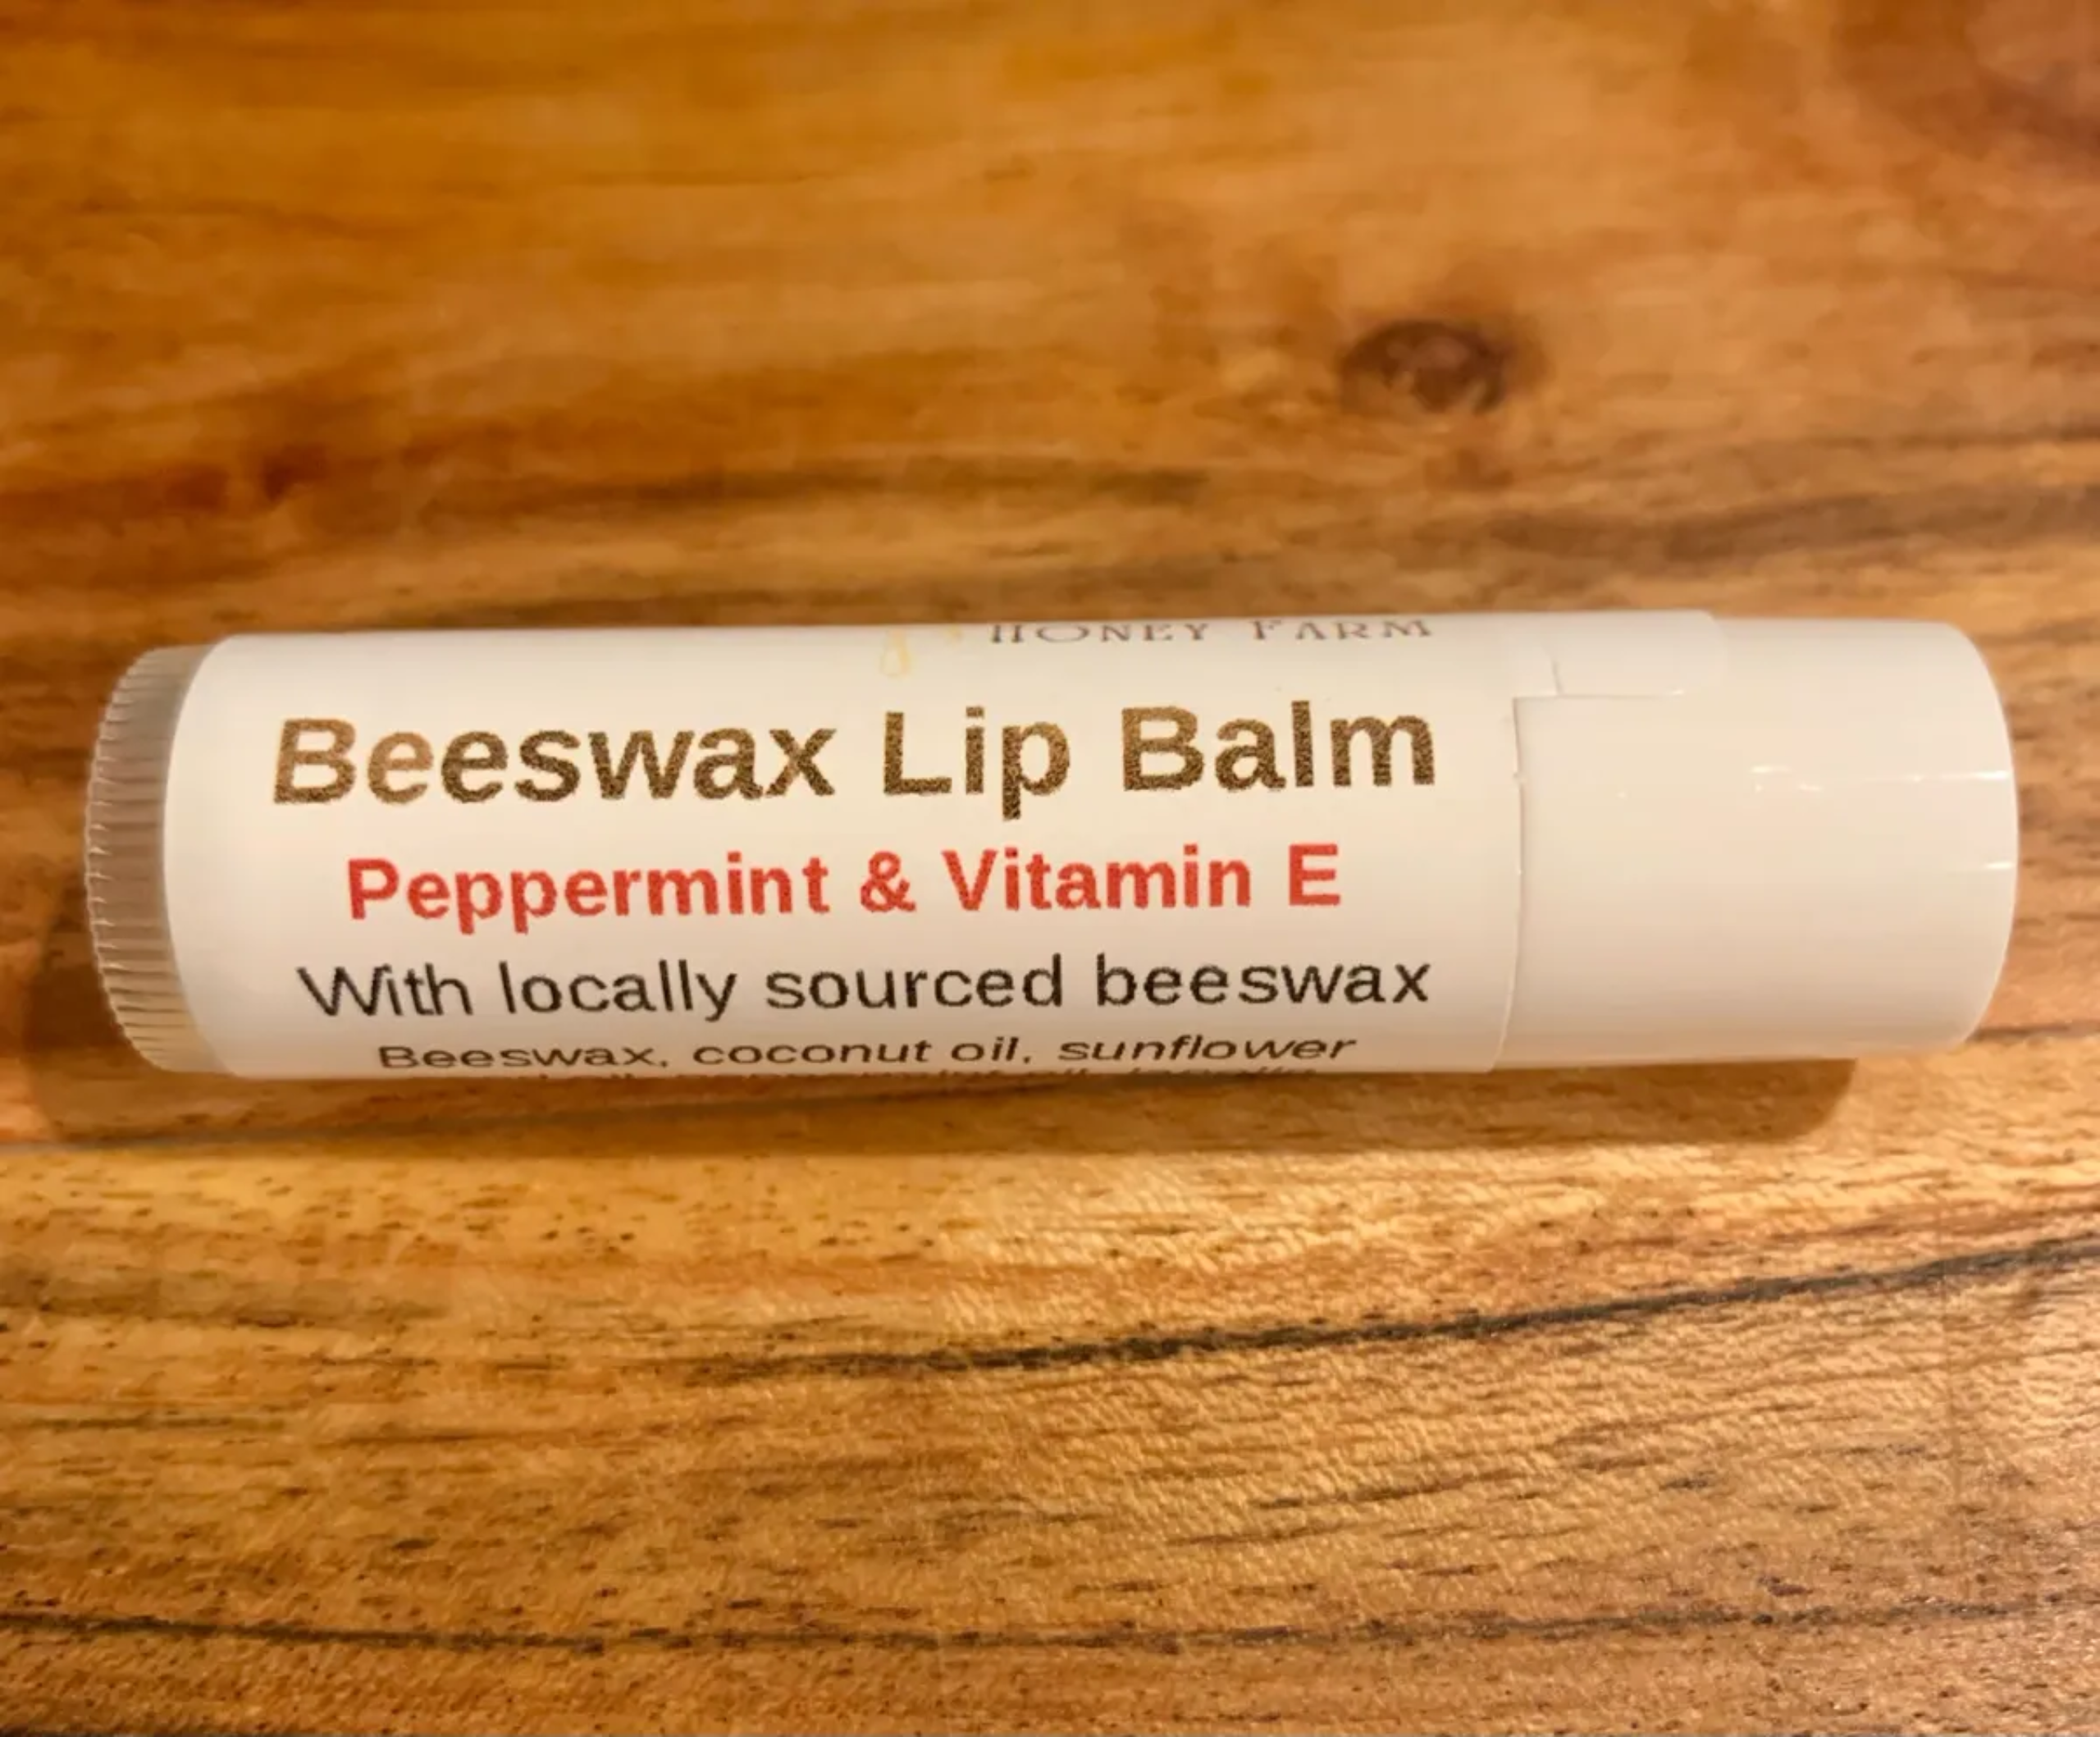 Honey Farm
Beeswax Lip Balm
Peppermint & Vitamin E
With locally sourced beeswax
Beeswax, coconut oil, sunflower